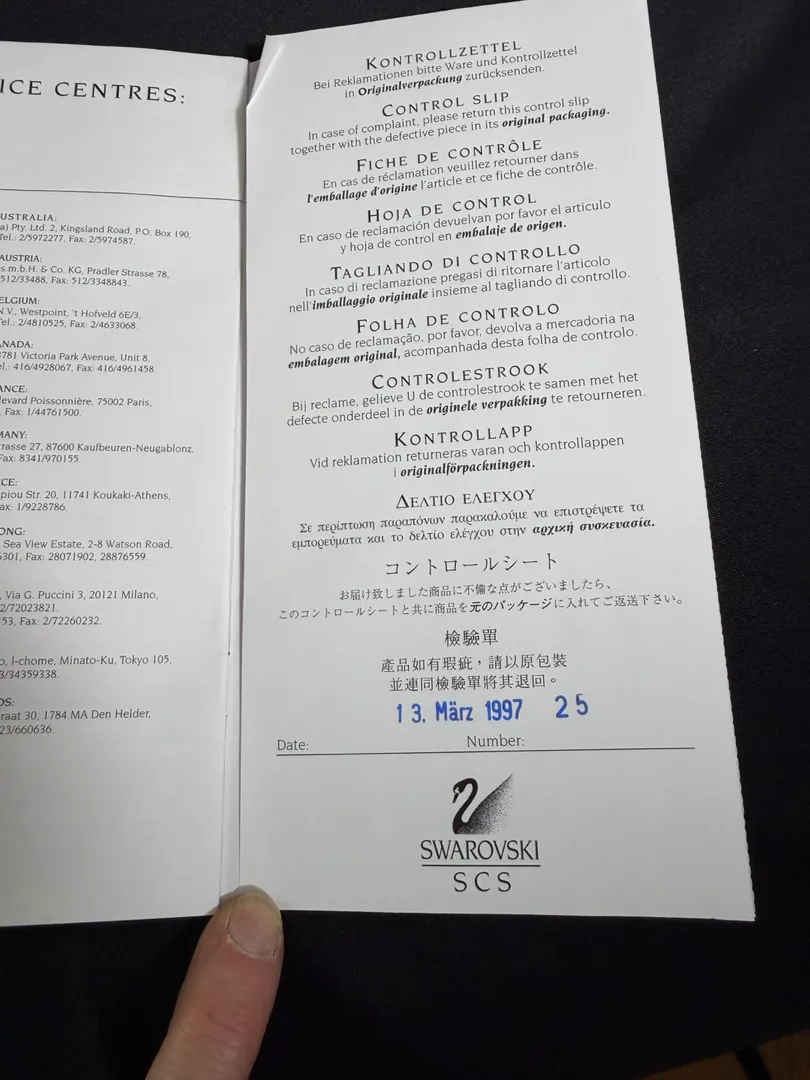 ICE CENTRES:
USTRALIA:
a) Pty. Ltd. 2, Kingsland Road, P.O. Box 190,
Tel.: 2/5972277, Fax: 2/5974587.
AUSTRIA:
s.m.b.H. & Co. KG, Pradler Strasse 78,
512/33488, Fax: 512/3348843.
ELGIUM:
N.V., Westpoint, 't Hofveld 6E/3,
Tel.: 2/4810525, Fax: 2/4633068.
ANADA:
3781 Victoria Park Avenue, Unit 8,
el.: 416/4928067, Fax: 416/4961458.
ANCE:
levard Poissonnière, 75002 Paris,
, Fax: 1/44761500.
MANY:
rasse 27, 87600 Kaufbeuren-Neugablonz,
Fax: 8341/970155.
CE:
piou Str. 20, 11741 Koukaki-Athens,
ax: 1/9228786.
ONG:
Sea View Estate, 2-8 Watson Road,
5301, Fax: 28071902, 28876559.
, Via G. Puccini 3, 20121 Milano,
2/72023821.
53, Fax: 2/72260232.
o, 1-chome, Minato-Ku, Tokyo 105,
3/34359338.
DS:
raat 30, 1784 MA Den Helder,
23/660636.
KONTROLLZETTEL
Bei Reklamationen bitte Ware und Kontrollzettel
in Originalverpackung zurücksenden.
CONTROL SLIP
In case of complaint, please return this control slip
together with the defective piece in its original packaging.
FICHE DE CONTRÔLE
En cas de réclamation veuillez retourner dans
l'emballage d'origine l'article et ce fiche de contrôle.
HOJA DE CONTROL
En caso de reclamación devuelvan por favor el articulo
y hoja de control en embalaje de origen.
TAGLIANDO DI CONTROLLO
In caso di reclamazione pregasi di ritornare l'articolo
nell'imballaggio originale insieme al tagliando di controllo.
FOLHA DE CONTROLO
No caso de reclamação, por favor, devolva a mercadoria na
embalagem original, acompanhada desta folha de controlo.
CONTROLESTROOK
Bij reclame, gelieve U de controlestrook te samen met het
defecte onderdeel in de originele verpakking te retourneren.
KONTROLLAPP
Vid reklamation returneras varan och kontrollappen
i originalförpackningen.
ΔΕΛΤΙΟ ΕΛΕΓΧΟΥ
Σε περίπτωση παραπόνων παρακαλούμε να επιστρέψετε τα
εμπορεύματα και το δελτίο ελέγχου στην αρχική συσκευασία.
コントロールシート
お届け致しました商品に不備な点がございましたら、
このコントロールシートと共に商品を元のパッケージに入れてご返送下さい。
檢驗單
產品如有瑕疵，請以原包裝
並連同檢驗單將其退回。
13. März 1997 25
Date: Number:
SWAROVSKI
SCS